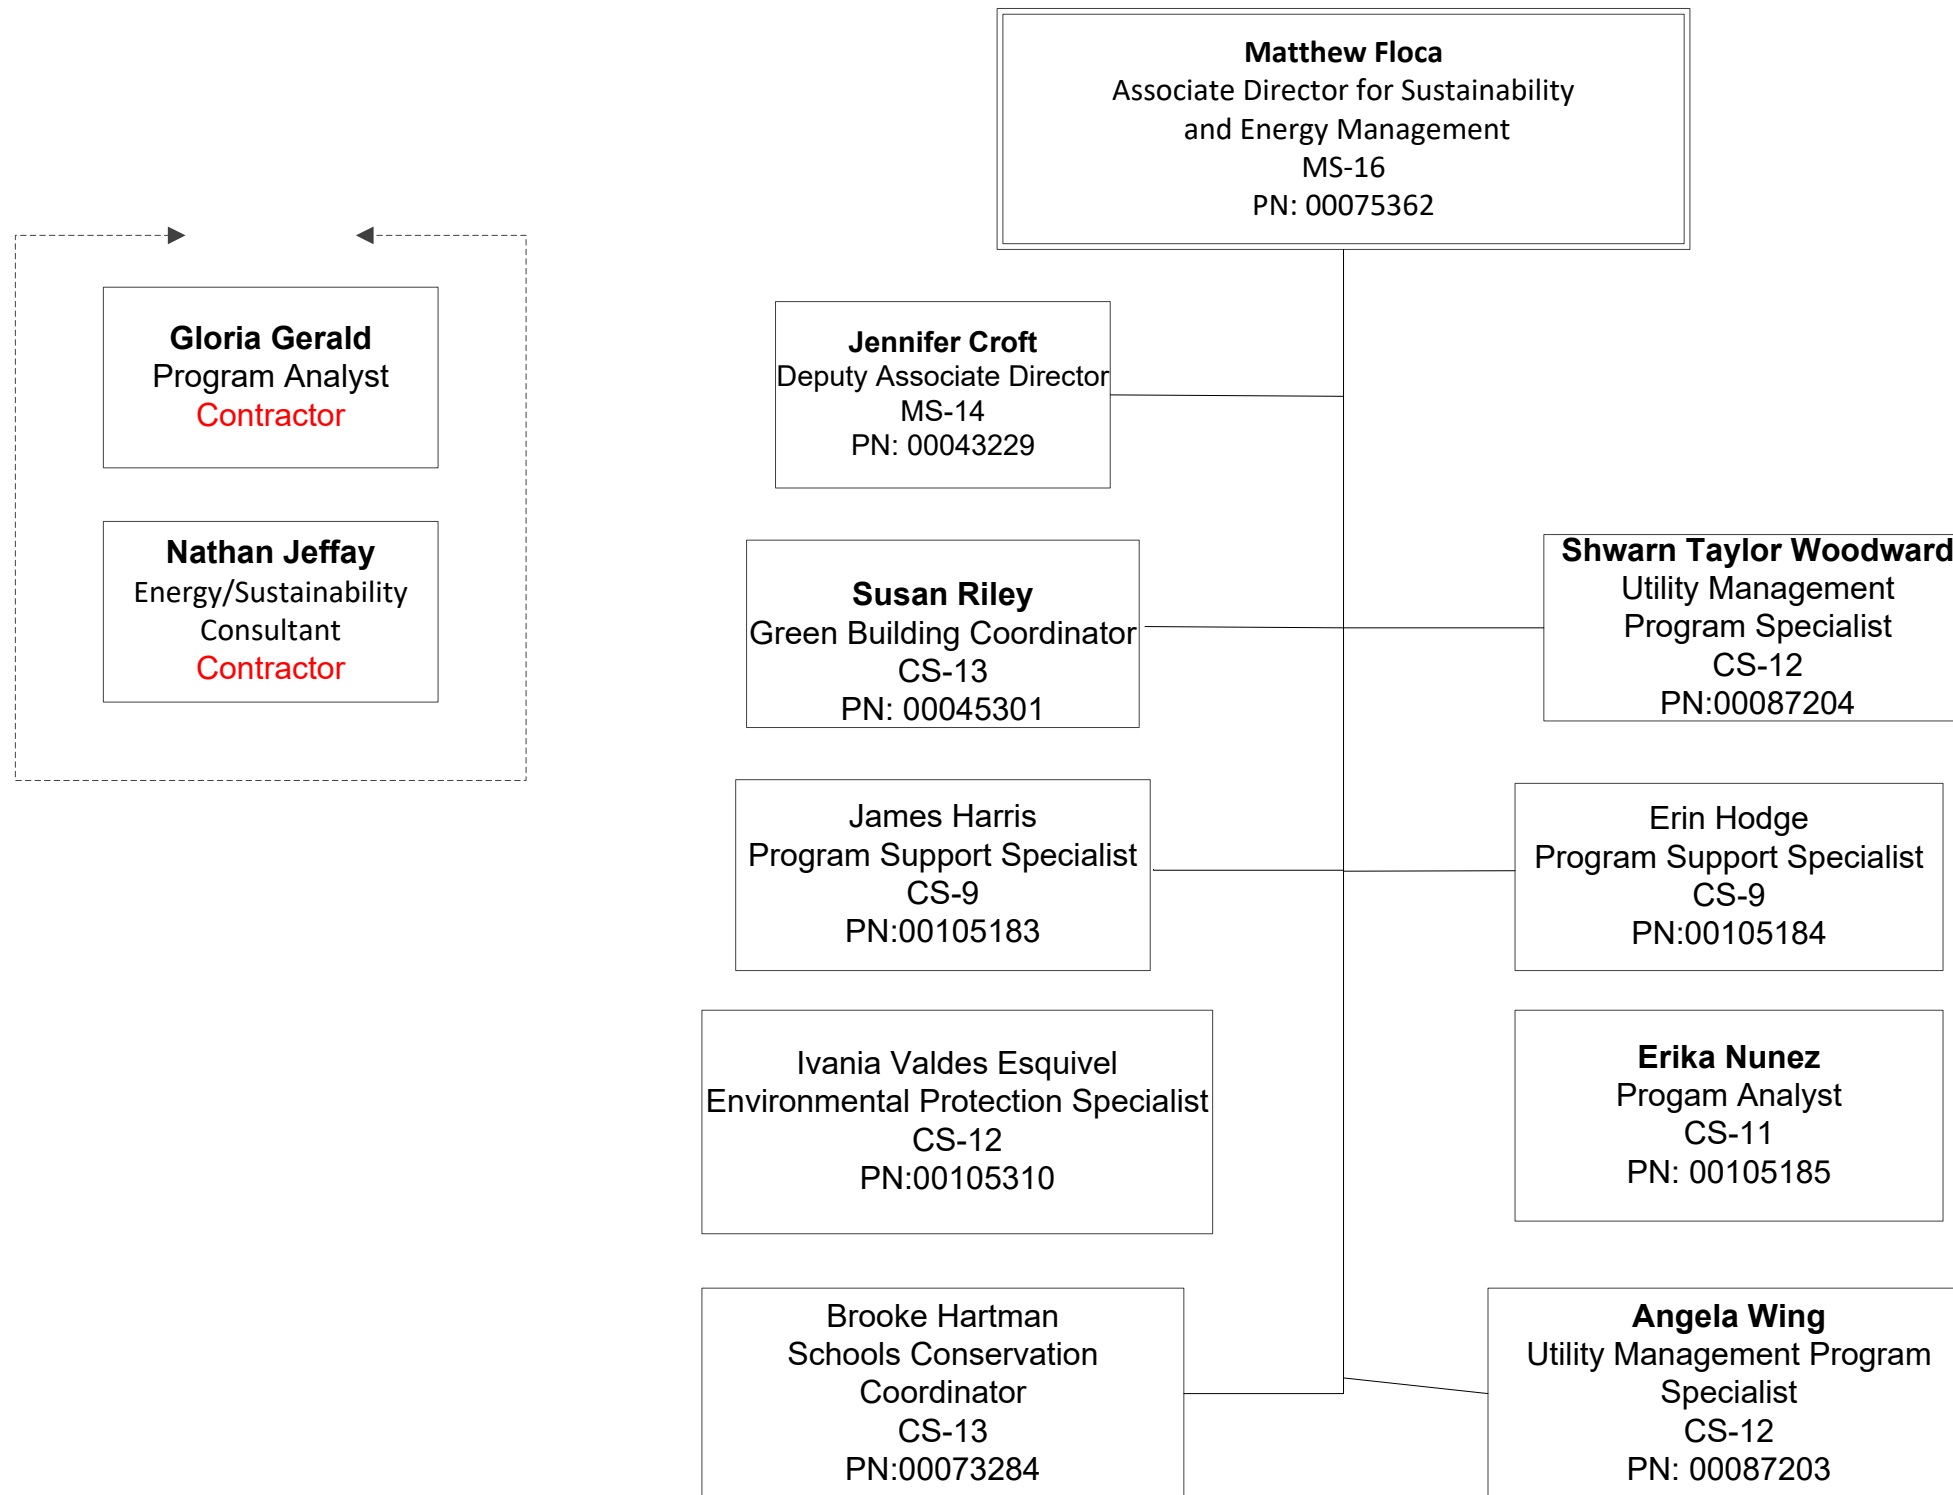 Matthew Floca
Associate Director for Sustainability
and Energy Management
MS-16
PN: 00075362
Gloria Gerald
Program Analyst
Contractor
Nathan Jeffay
Energy/Sustainability
Consultant
Contractor
Jennifer Croft
Deputy Associate Director
MS-14
PN: 00043229
Susan Riley
Green Building Coordinator
CS-13
PN: 00045301
Shwarn Taylor Woodward
Utility Management
Program Specialist
CS-12
PN:00087204
James Harris
Program Support Specialist
CS-9
PN:00105183
Erin Hodge
Program Support Specialist
CS-9
PN:00105184
Ivania Valdes Esquivel
Environmental Protection Specialist
CS-12
PN:00105310
Erika Nunez
Progam Analyst
CS-11
PN: 00105185
Brooke Hartman
Schools Conservation
Coordinator
CS-13
PN:00073284
Angela Wing
Utility Management Program
Specialist
CS-12
PN: 00087203